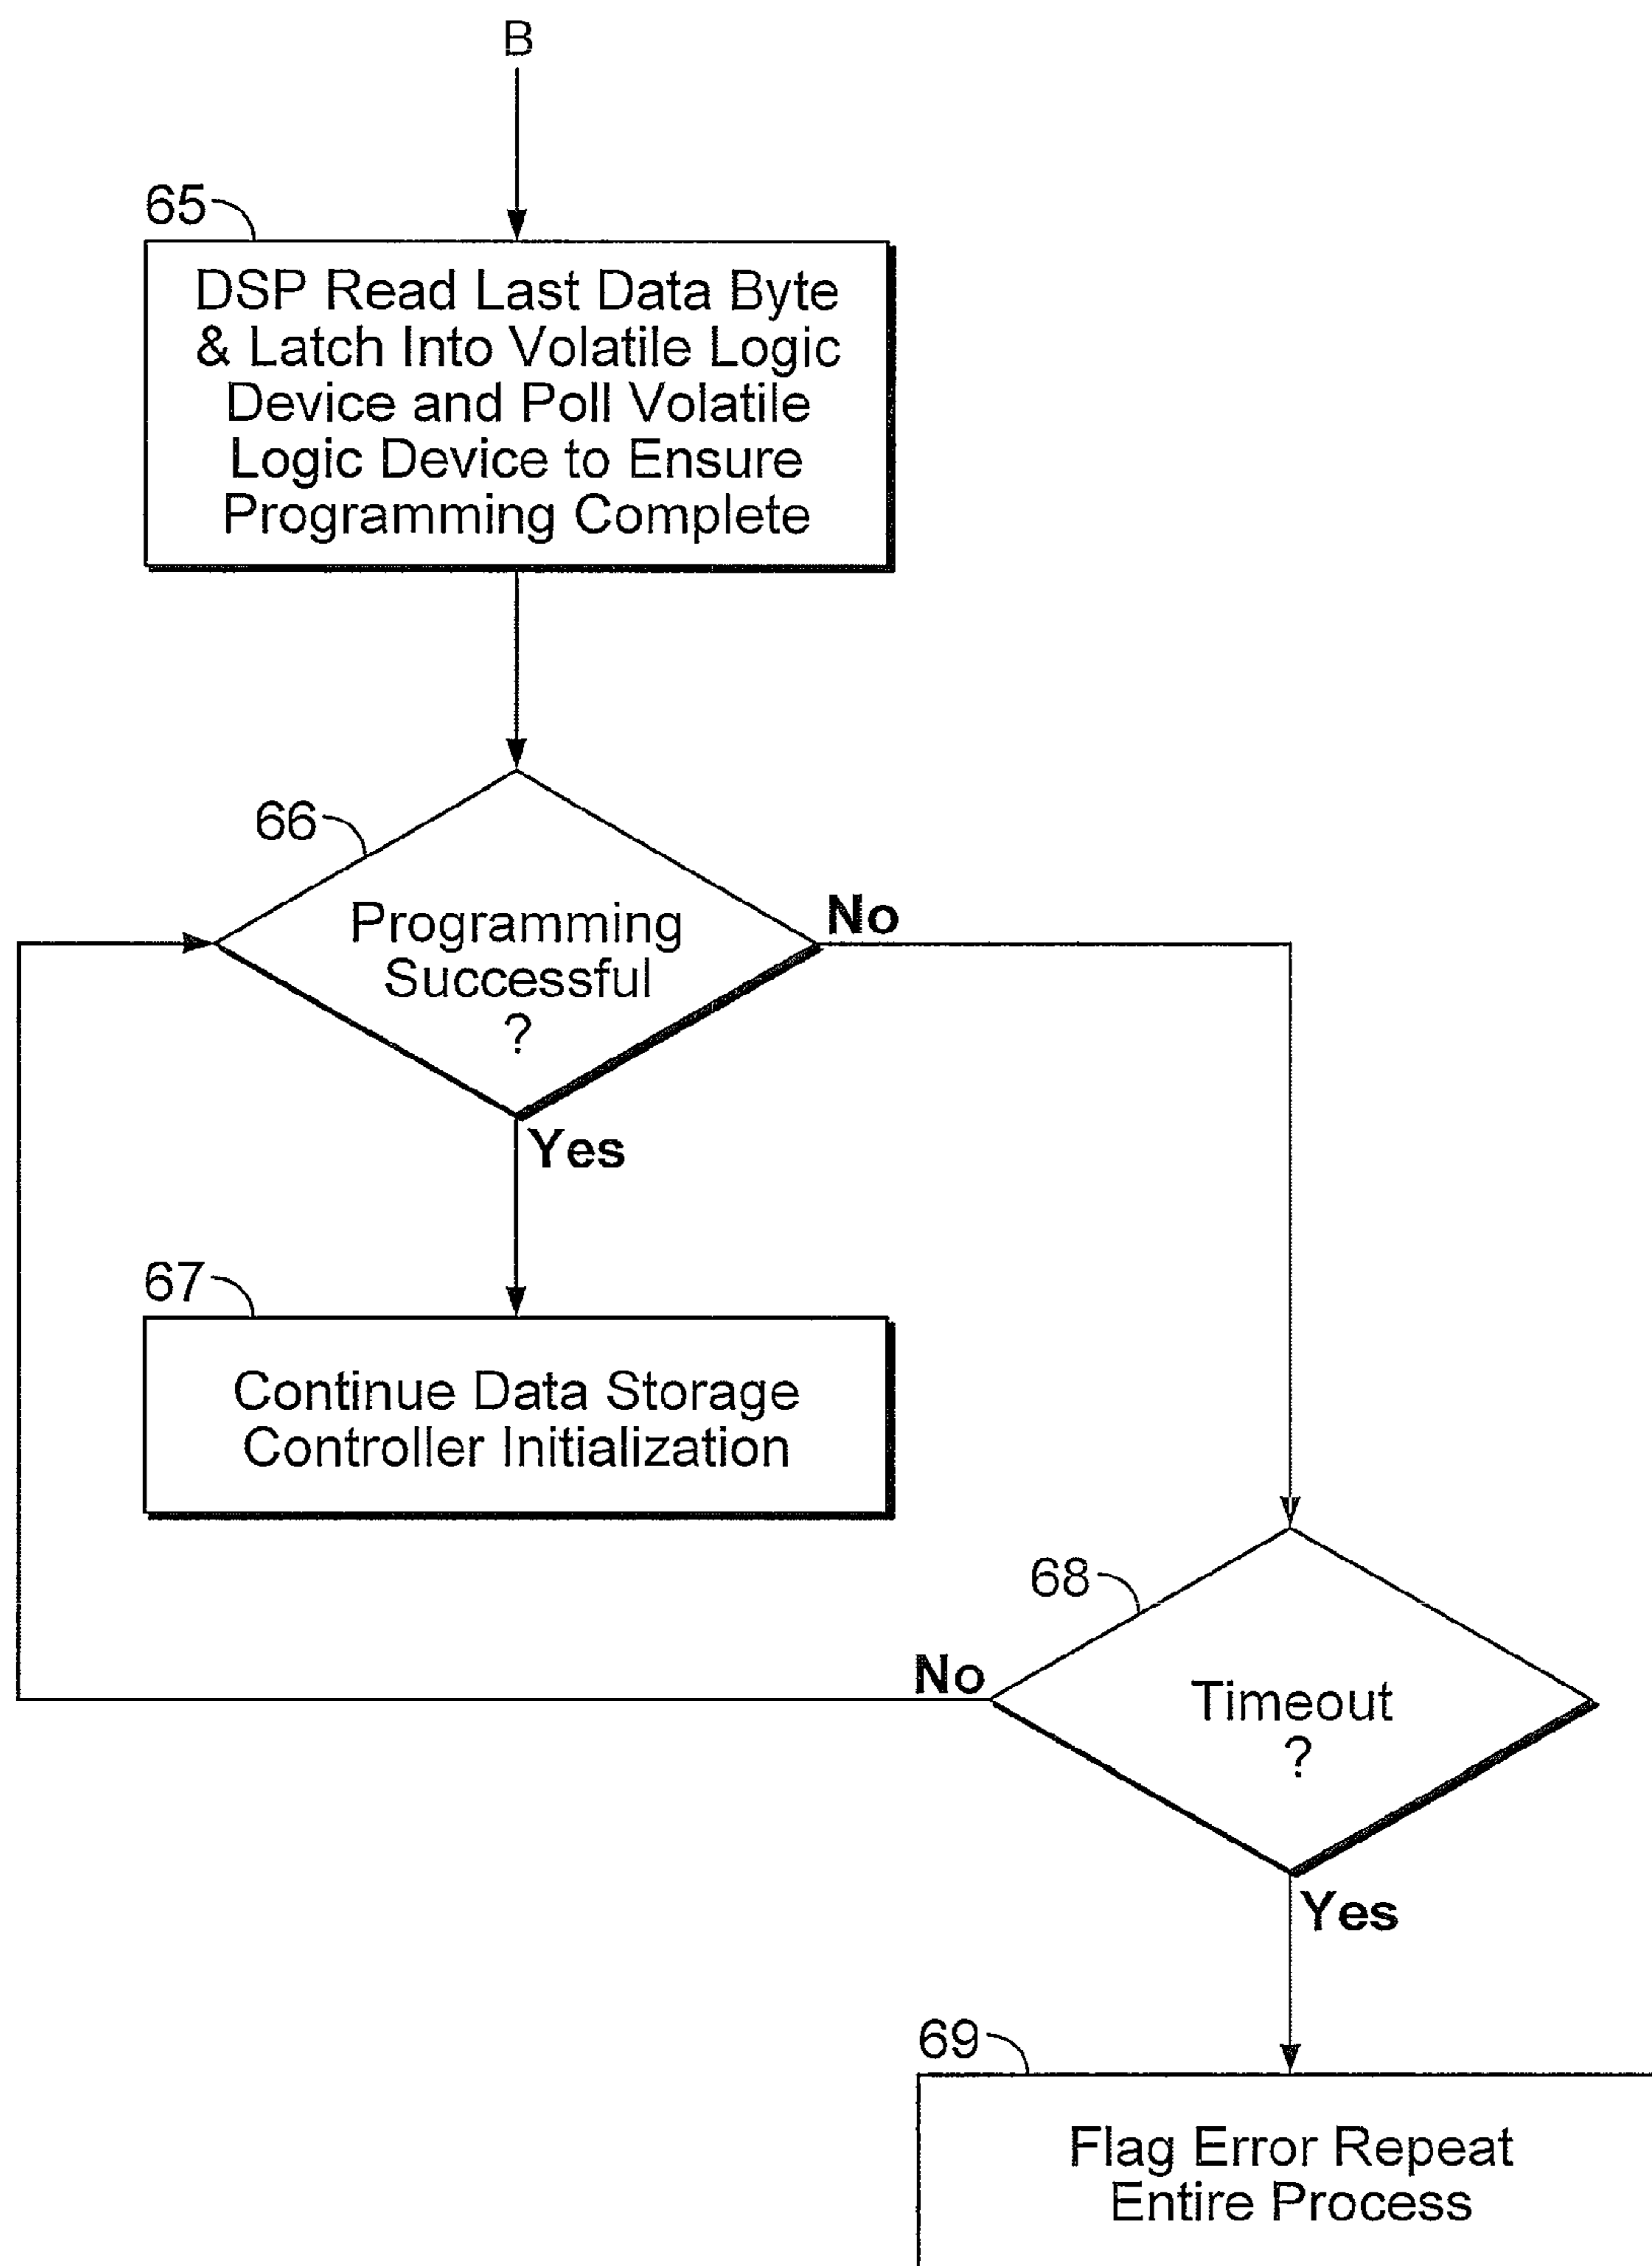 B
65
DSP Read Last Data Byte
& Latch Into Volatile Logic
Device and Poll Volatile
Logic Device to Ensure
Programming Complete
66
Programming
Successful
?
No
Yes
67
Continue Data Storage
Controller Initialization
68
Timeout
?
No
Yes
69
Flag Error Repeat
Entire Process